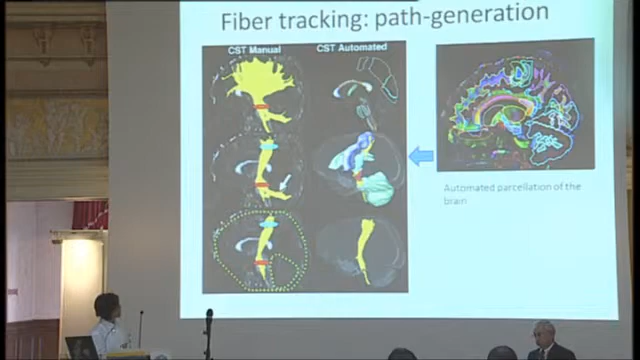 Fiber tracking: path-generation
CST Manual
CST Automated
Automated parcellation of the
brain